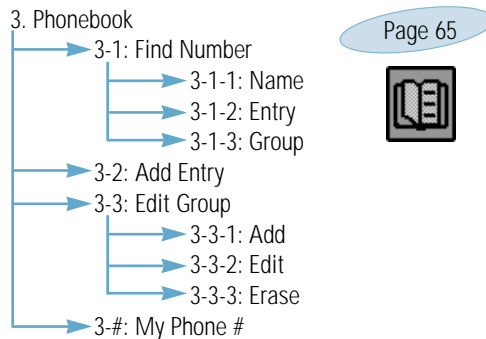 3. Phonebook
Page 65
3-1: Find Number
3-1-1: Name
3-1-2: Entry
3-1-3: Group
3-2: Add Entry
3-3: Edit Group
3-3-1: Add
3-3-2: Edit
3-3-3: Erase
3-#: My Phone #